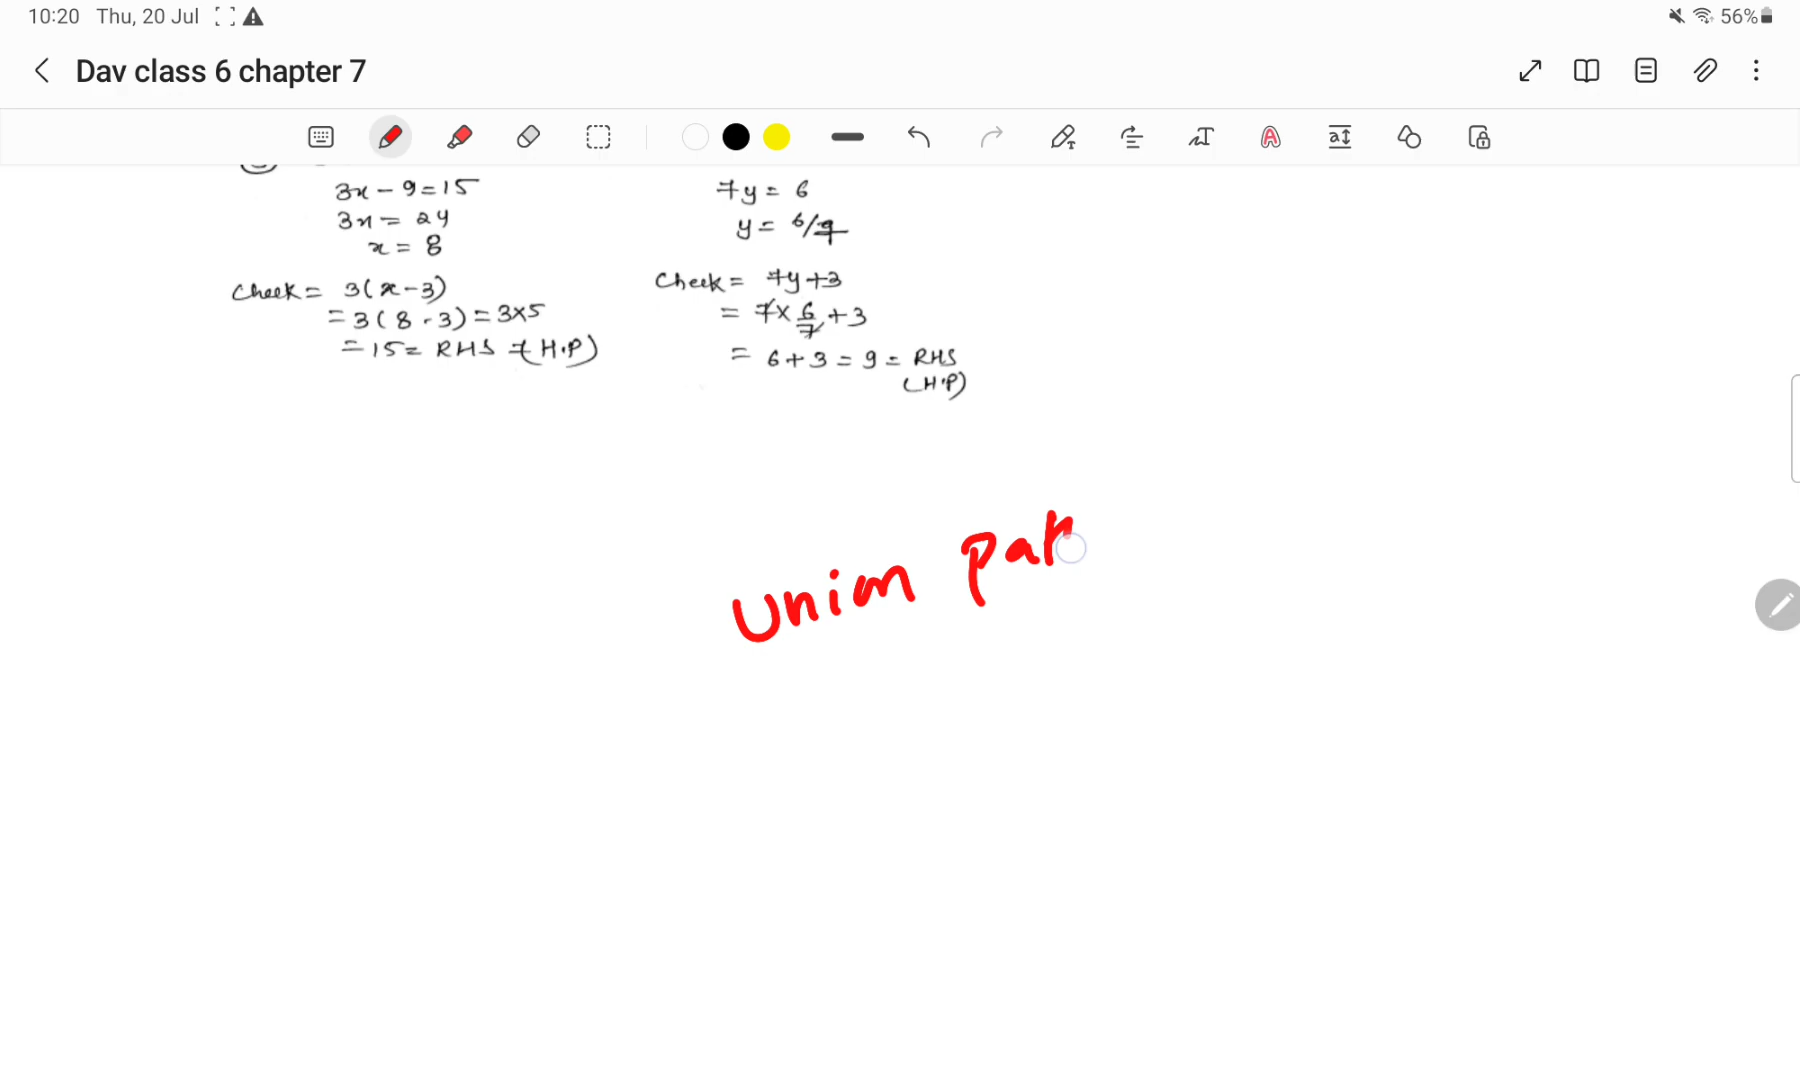 10:20 Thu, 20 Jul 56%
Dav class 6 chapter 7
3x - 9 = 15
3x = 24
x = 8
Check = 3(x - 3)
= 3(8 - 3) = 3×5
= 15 = RHS (H.P)
7y = 6
y = 6/7
Check = 7y + 3
= 7 × 6/7 + 3
= 6 + 3 = 9 = RHS
(H.P)
Union